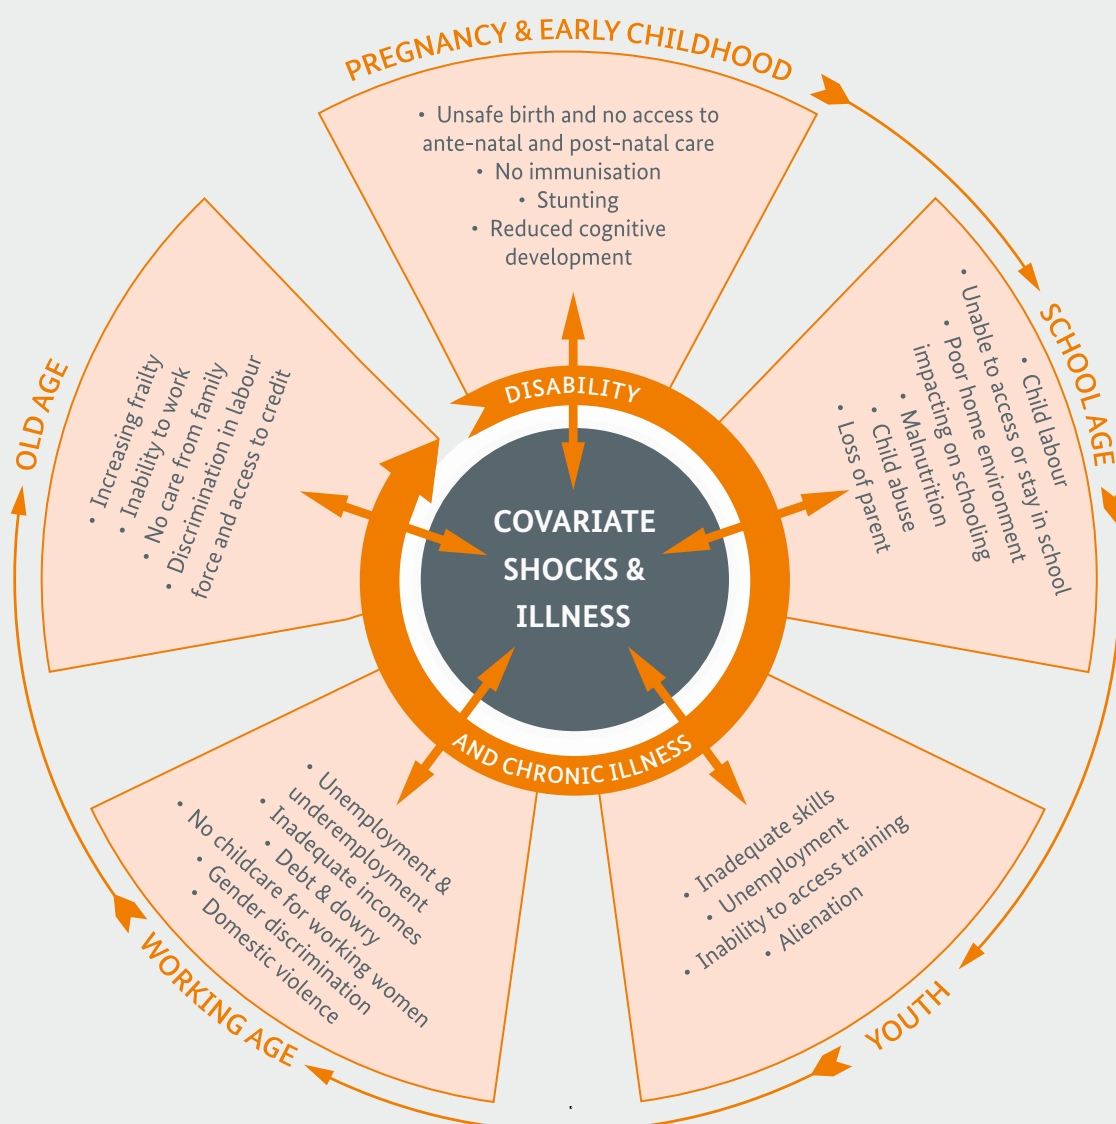 PREGNANCY & EARLY CHILDHOOD
• Unsafe birth and no access to
ante-natal and post-natal care
• No immunisation
• Stunting
• Reduced cognitive
development
SCHOOL AGE
• Child labour
• Unable to access or stay in school
• Poor home environment
impacting on schooling
• Malnutrition
• Child abuse
• Loss of parent
YOUTH
• Inadequate skills
• Unemployment
• Inability to access training
• Alienation
WORKING AGE
• Unemployment &
underemployment
• Inadequate incomes
• Debt & dowry
• No childcare for working women
• Gender discrimination
• Domestic violence
OLD AGE
• Increasing frailty
• Inability to work
• No care from family
• Discrimination in labour
force and access to credit
DISABILITY
AND CHRONIC ILLNESS
COVARIATE
SHOCKS &
ILLNESS